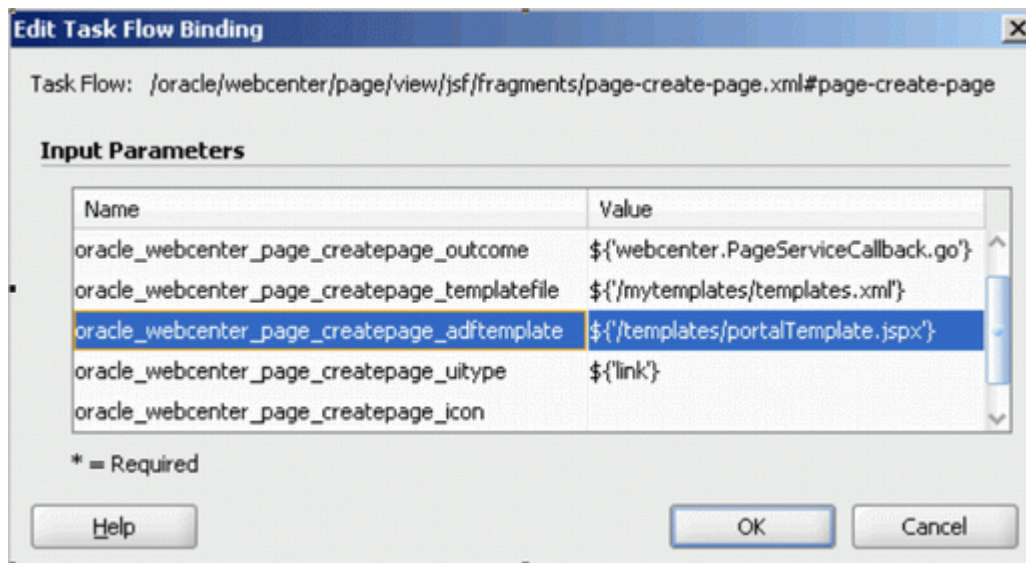 Edit Task Flow Binding
Task Flow: /oracle/webcenter/page/view/jsf/fragments/page-create-page.xml#page-create-page
Input Parameters
Name Value
oracle_webcenter_page_createpage_outcome ${'webcenter.PageServiceCallback.go'}
oracle_webcenter_page_createpage_templatefile ${'/mytemplates/templates.xml'}
oracle_webcenter_page_createpage_adftemplate ${'/templates/portalTemplate.jspx'}
oracle_webcenter_page_createpage_uitype ${'link'}
oracle_webcenter_page_createpage_icon
* = Required
Help OK Cancel